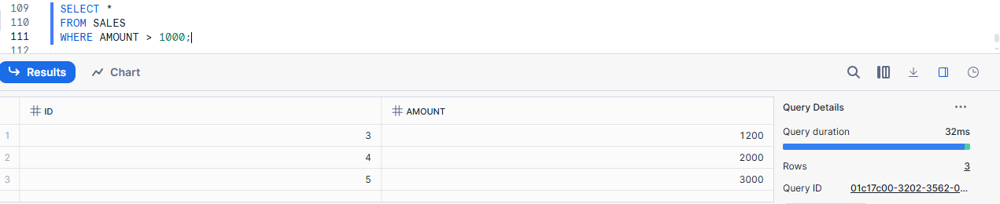 109 SELECT *
110 FROM SALES
111 WHERE AMOUNT > 1000;
112
Results Chart
ID AMOUNT
1 3 1200
2 4 2000
3 5 3000
Query Details ...
Query duration 32ms
Rows 3
Query ID 01c17c00-3202-3562-0...